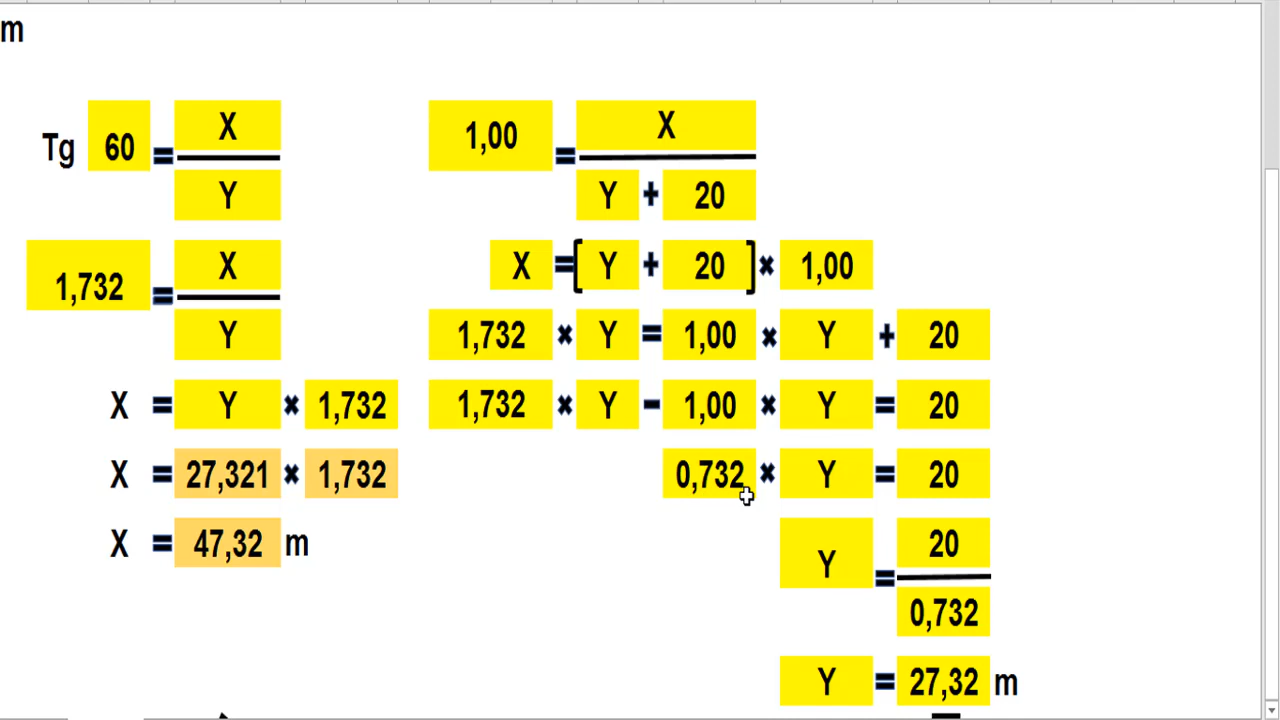 m
Tg 60 = X / Y
1,732 = X / Y
X = Y × 1,732
X = 27,321 × 1,732
X = 47,32 m
1,00 = X / Y + 20
X = [ Y + 20 ] × 1,00
1,732 × Y = 1,00 × Y + 20
1,732 × Y - 1,00 × Y = 20
0,732 × Y = 20
Y = 20 / 0,732
Y = 27,32 m